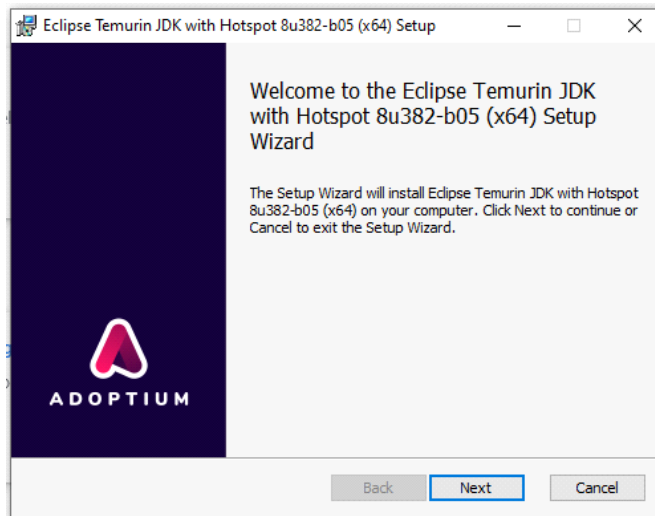 Eclipse Temurin JDK with Hotspot 8u382-b05 (x64) Setup
Welcome to the Eclipse Temurin JDK
with Hotspot 8u382-b05 (x64) Setup
Wizard
The Setup Wizard will install Eclipse Temurin JDK with Hotspot
8u382-b05 (x64) on your computer. Click Next to continue or
Cancel to exit the Setup Wizard.
ADOPTIUM
Back
Next
Cancel